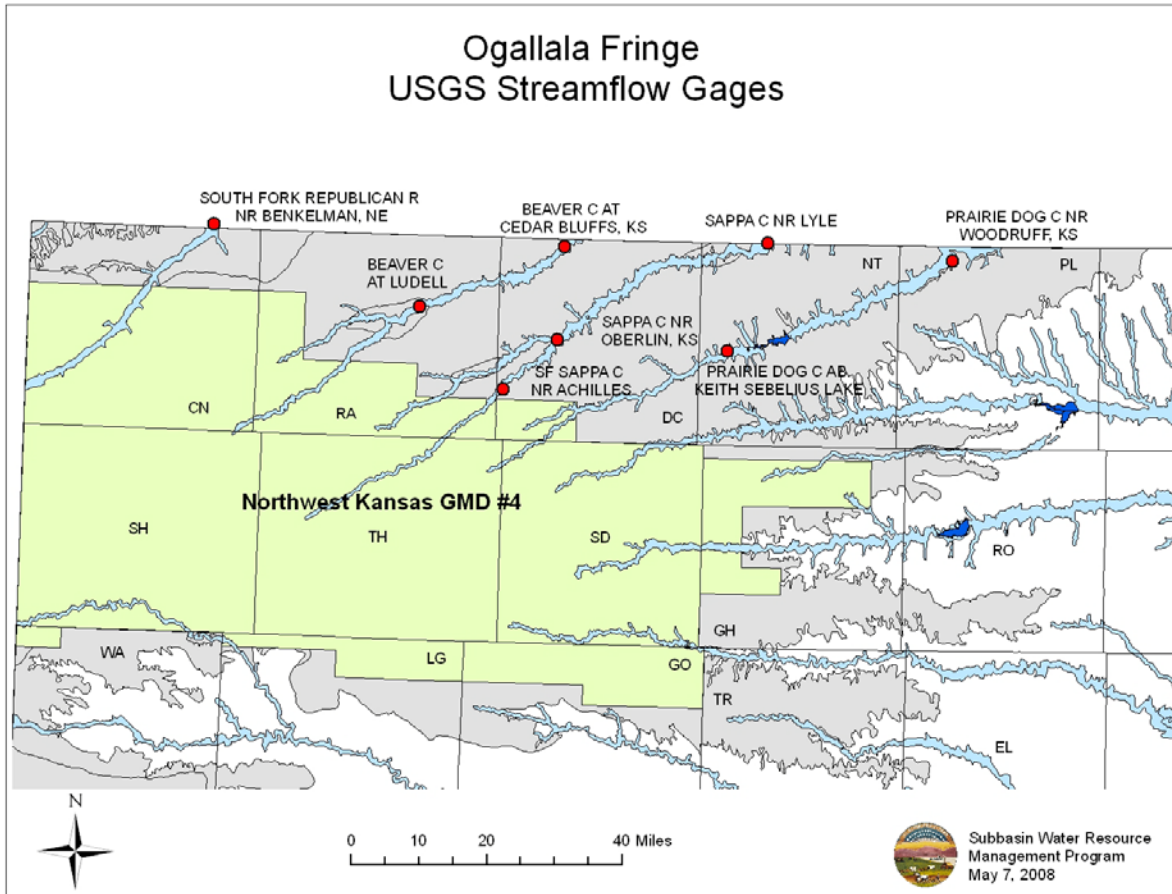 Ogallala Fringe
USGS Streamflow Gages
SOUTH FORK REPUBLICAN R
NR BENKELMAN, NE
BEAVER C AT
CEDAR BLUFFS, KS
SAPPA C NR LYLE
PRAIRIE DOG C NR
WOODRUFF, KS
BEAVER C
AT LUDELL
NT
PL
SAPPA C NR
OBERLIN, KS
SF SAPPA C
NR ACHILLES
PRAIRIE DOG C AB
KEITH SEBELIUS LAKE
CN
RA
DC
Northwest Kansas GMD #4
SH
TH
SD
RO
GH
WA
LG
GO
TR
EL
N
0 10 20 40 Miles
Subbasin Water Resource
Management Program
May 7, 2008